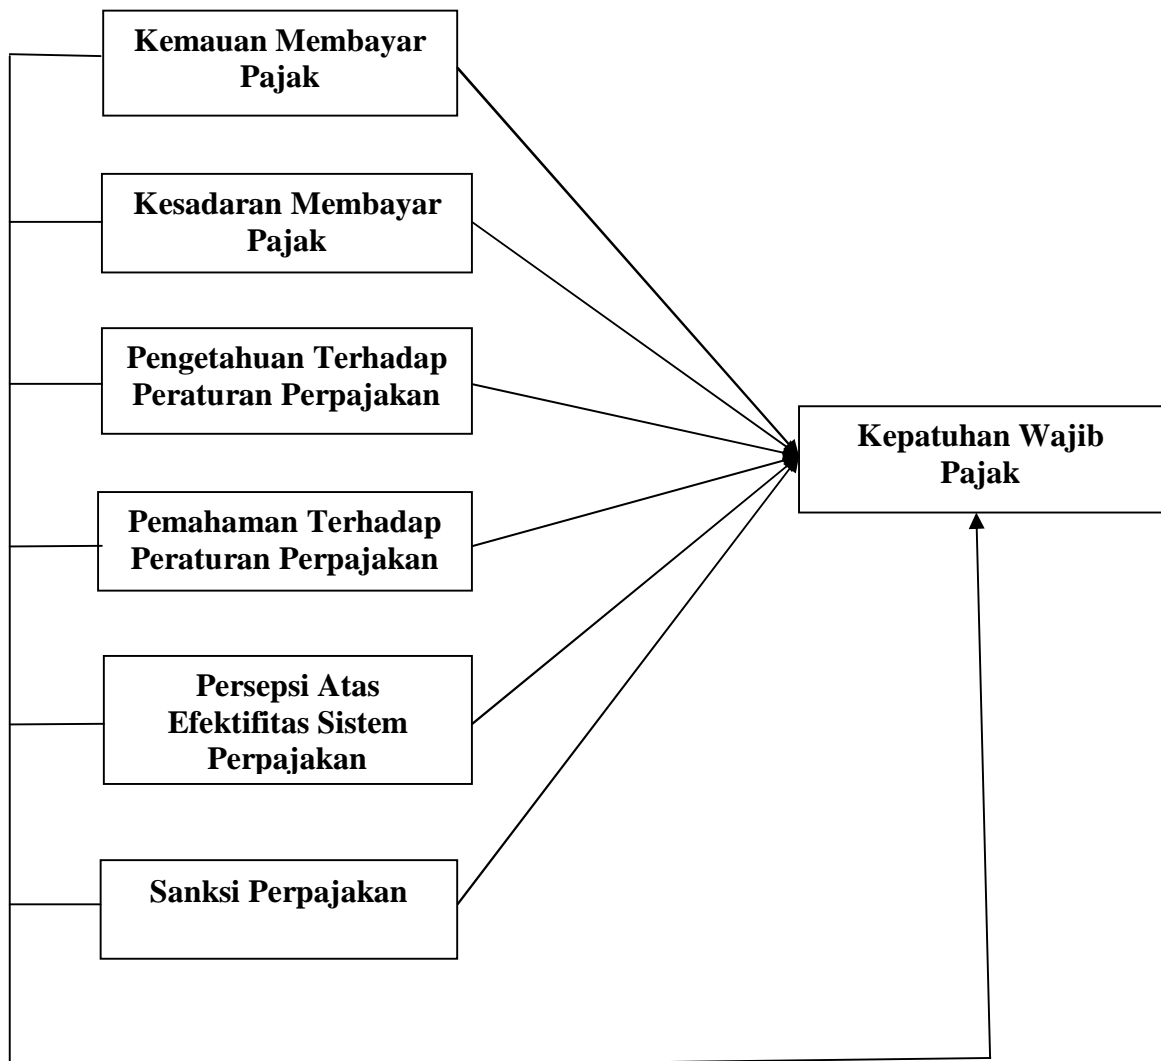 Kemauan Membayar
Pajak
Kesadaran Membayar
Pajak
Pengetahuan Terhadap
Peraturan Perpajakan
Kepatuhan Wajib
Pajak
Pemahaman Terhadap
Peraturan Perpajakan
Persepsi Atas
Efektifitas Sistem
Perpajakan
Sanksi Perpajakan